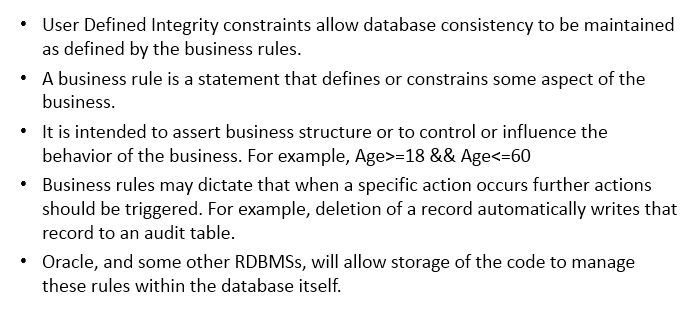 • User Defined Integrity constraints allow database consistency to be maintained
as defined by the business rules.
• A business rule is a statement that defines or constrains some aspect of the
business.
• It is intended to assert business structure or to control or influence the
behavior of the business. For example, Age>=18 && Age<=60
• Business rules may dictate that when a specific action occurs further actions
should be triggered. For example, deletion of a record automatically writes that
record to an audit table.
• Oracle, and some other RDBMSs, will allow storage of the code to manage
these rules within the database itself.